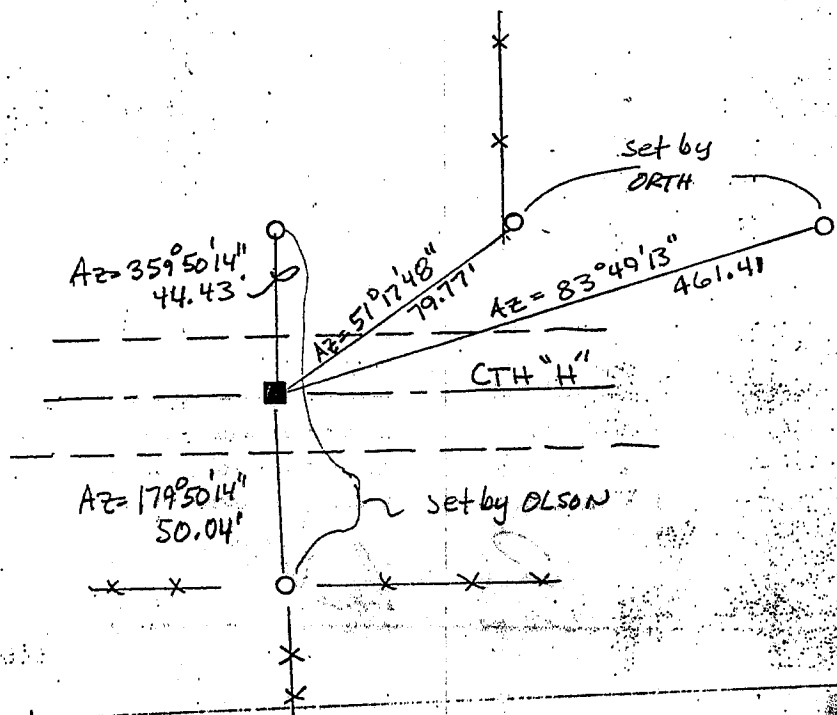 set by
ORTH
Az= 359°50'14"
44.43'
Az= 51°17'48"
79.77'
Az = 83°49'13"
461.41
CTH "H"
Az= 179°50'14"
50.04'
set by OLSON